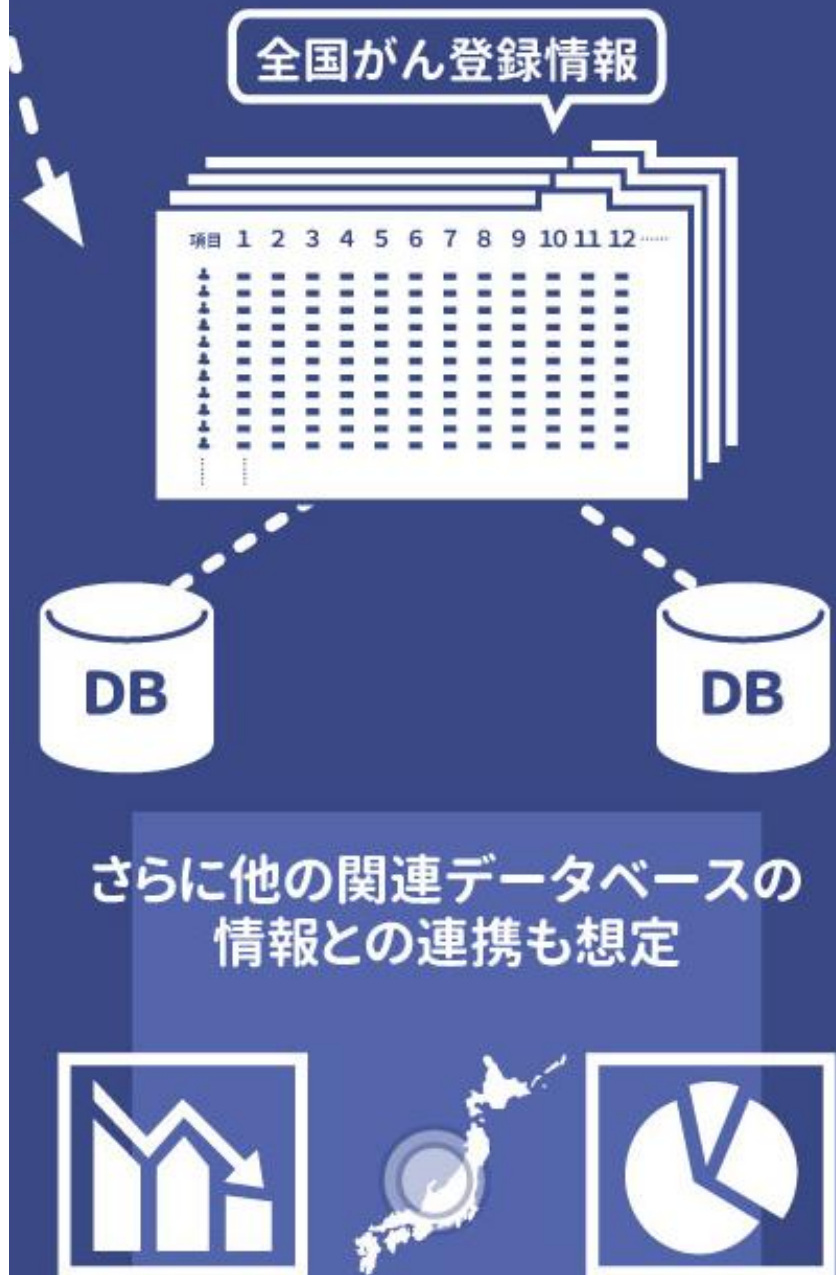 全国がん登録情報
項目 1 2 3 4 5 6 7 8 9 10 11 12 ……
DB
DB
さらに他の関連データベースの
情報との連携も想定